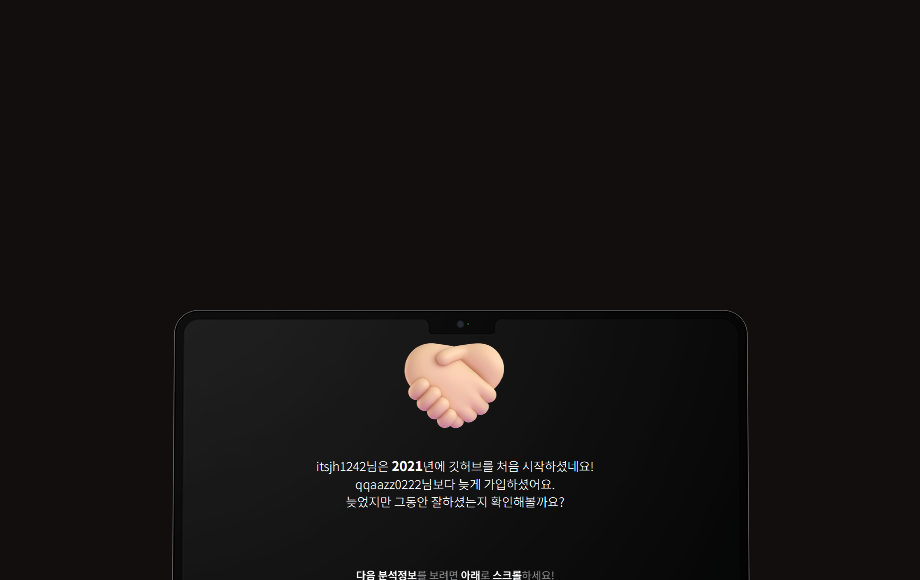 itsjh1242님은 2021년에 깃허브를 처음 시작하셨네요!
qqaazz0222님보다 늦게 가입하셨어요.
늦었지만 그동안 잘하셨는지 확인해볼까요?
다음 분석정보를 보려면 아래로 스크롤하세요!